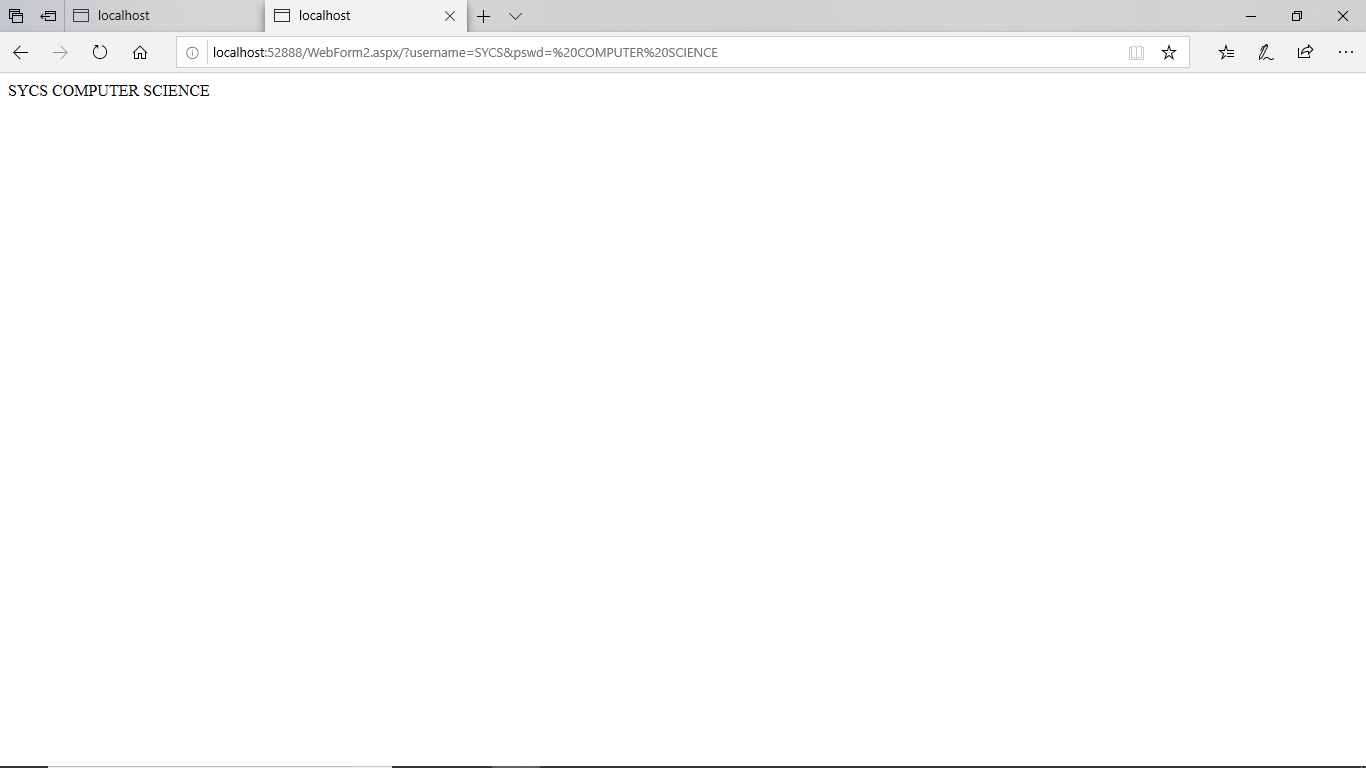 localhost
localhost
localhost:52888/WebForm2.aspx/?username=SYCS&pswd=%20COMPUTER%20SCIENCE
SYCS COMPUTER SCIENCE